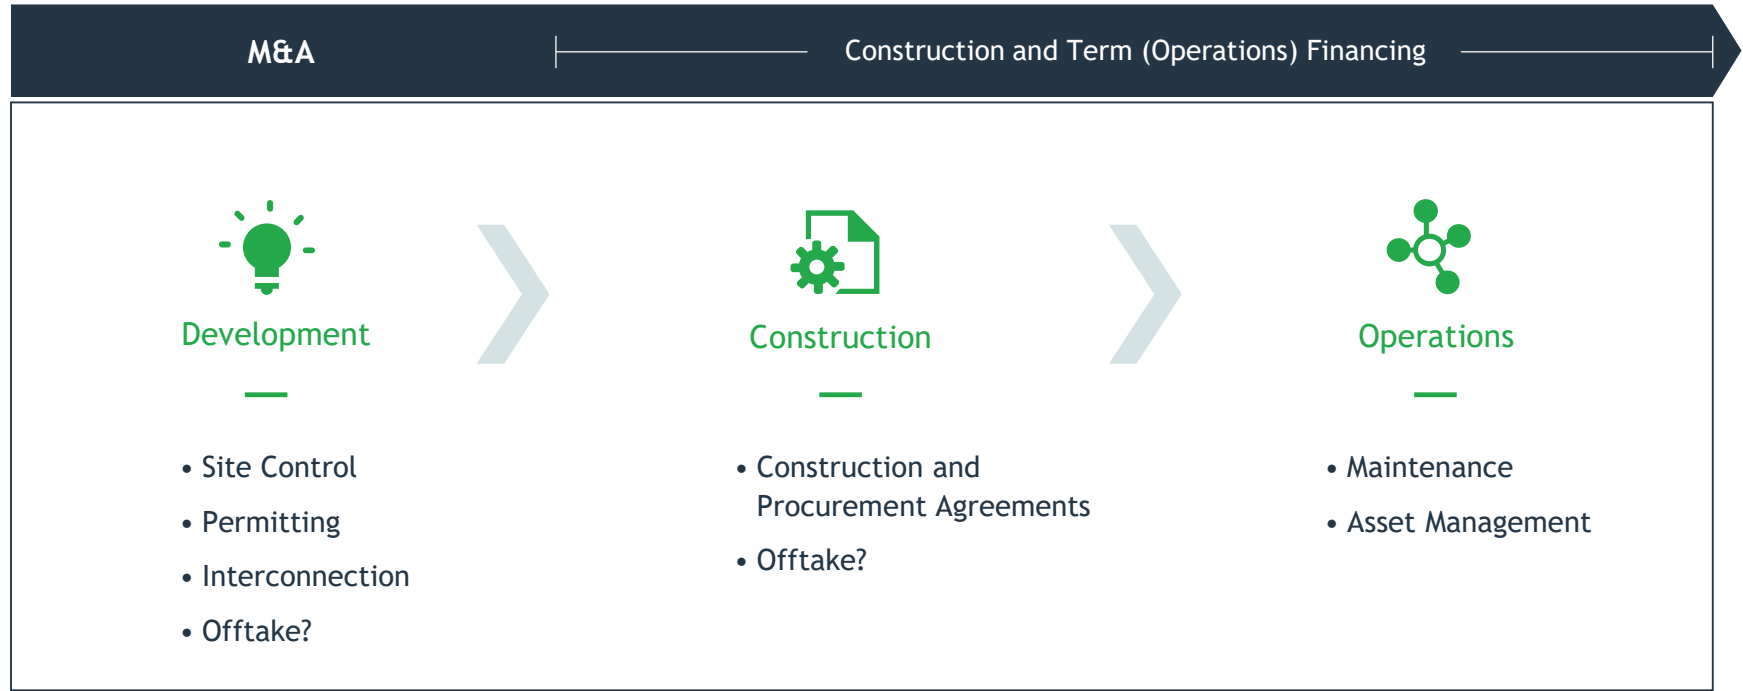 M&A
Construction and Term (Operations) Financing
Development
• Site Control
• Permitting
• Interconnection
• Offtake?
Construction
• Construction and
Procurement Agreements
• Offtake?
Operations
• Maintenance
• Asset Management